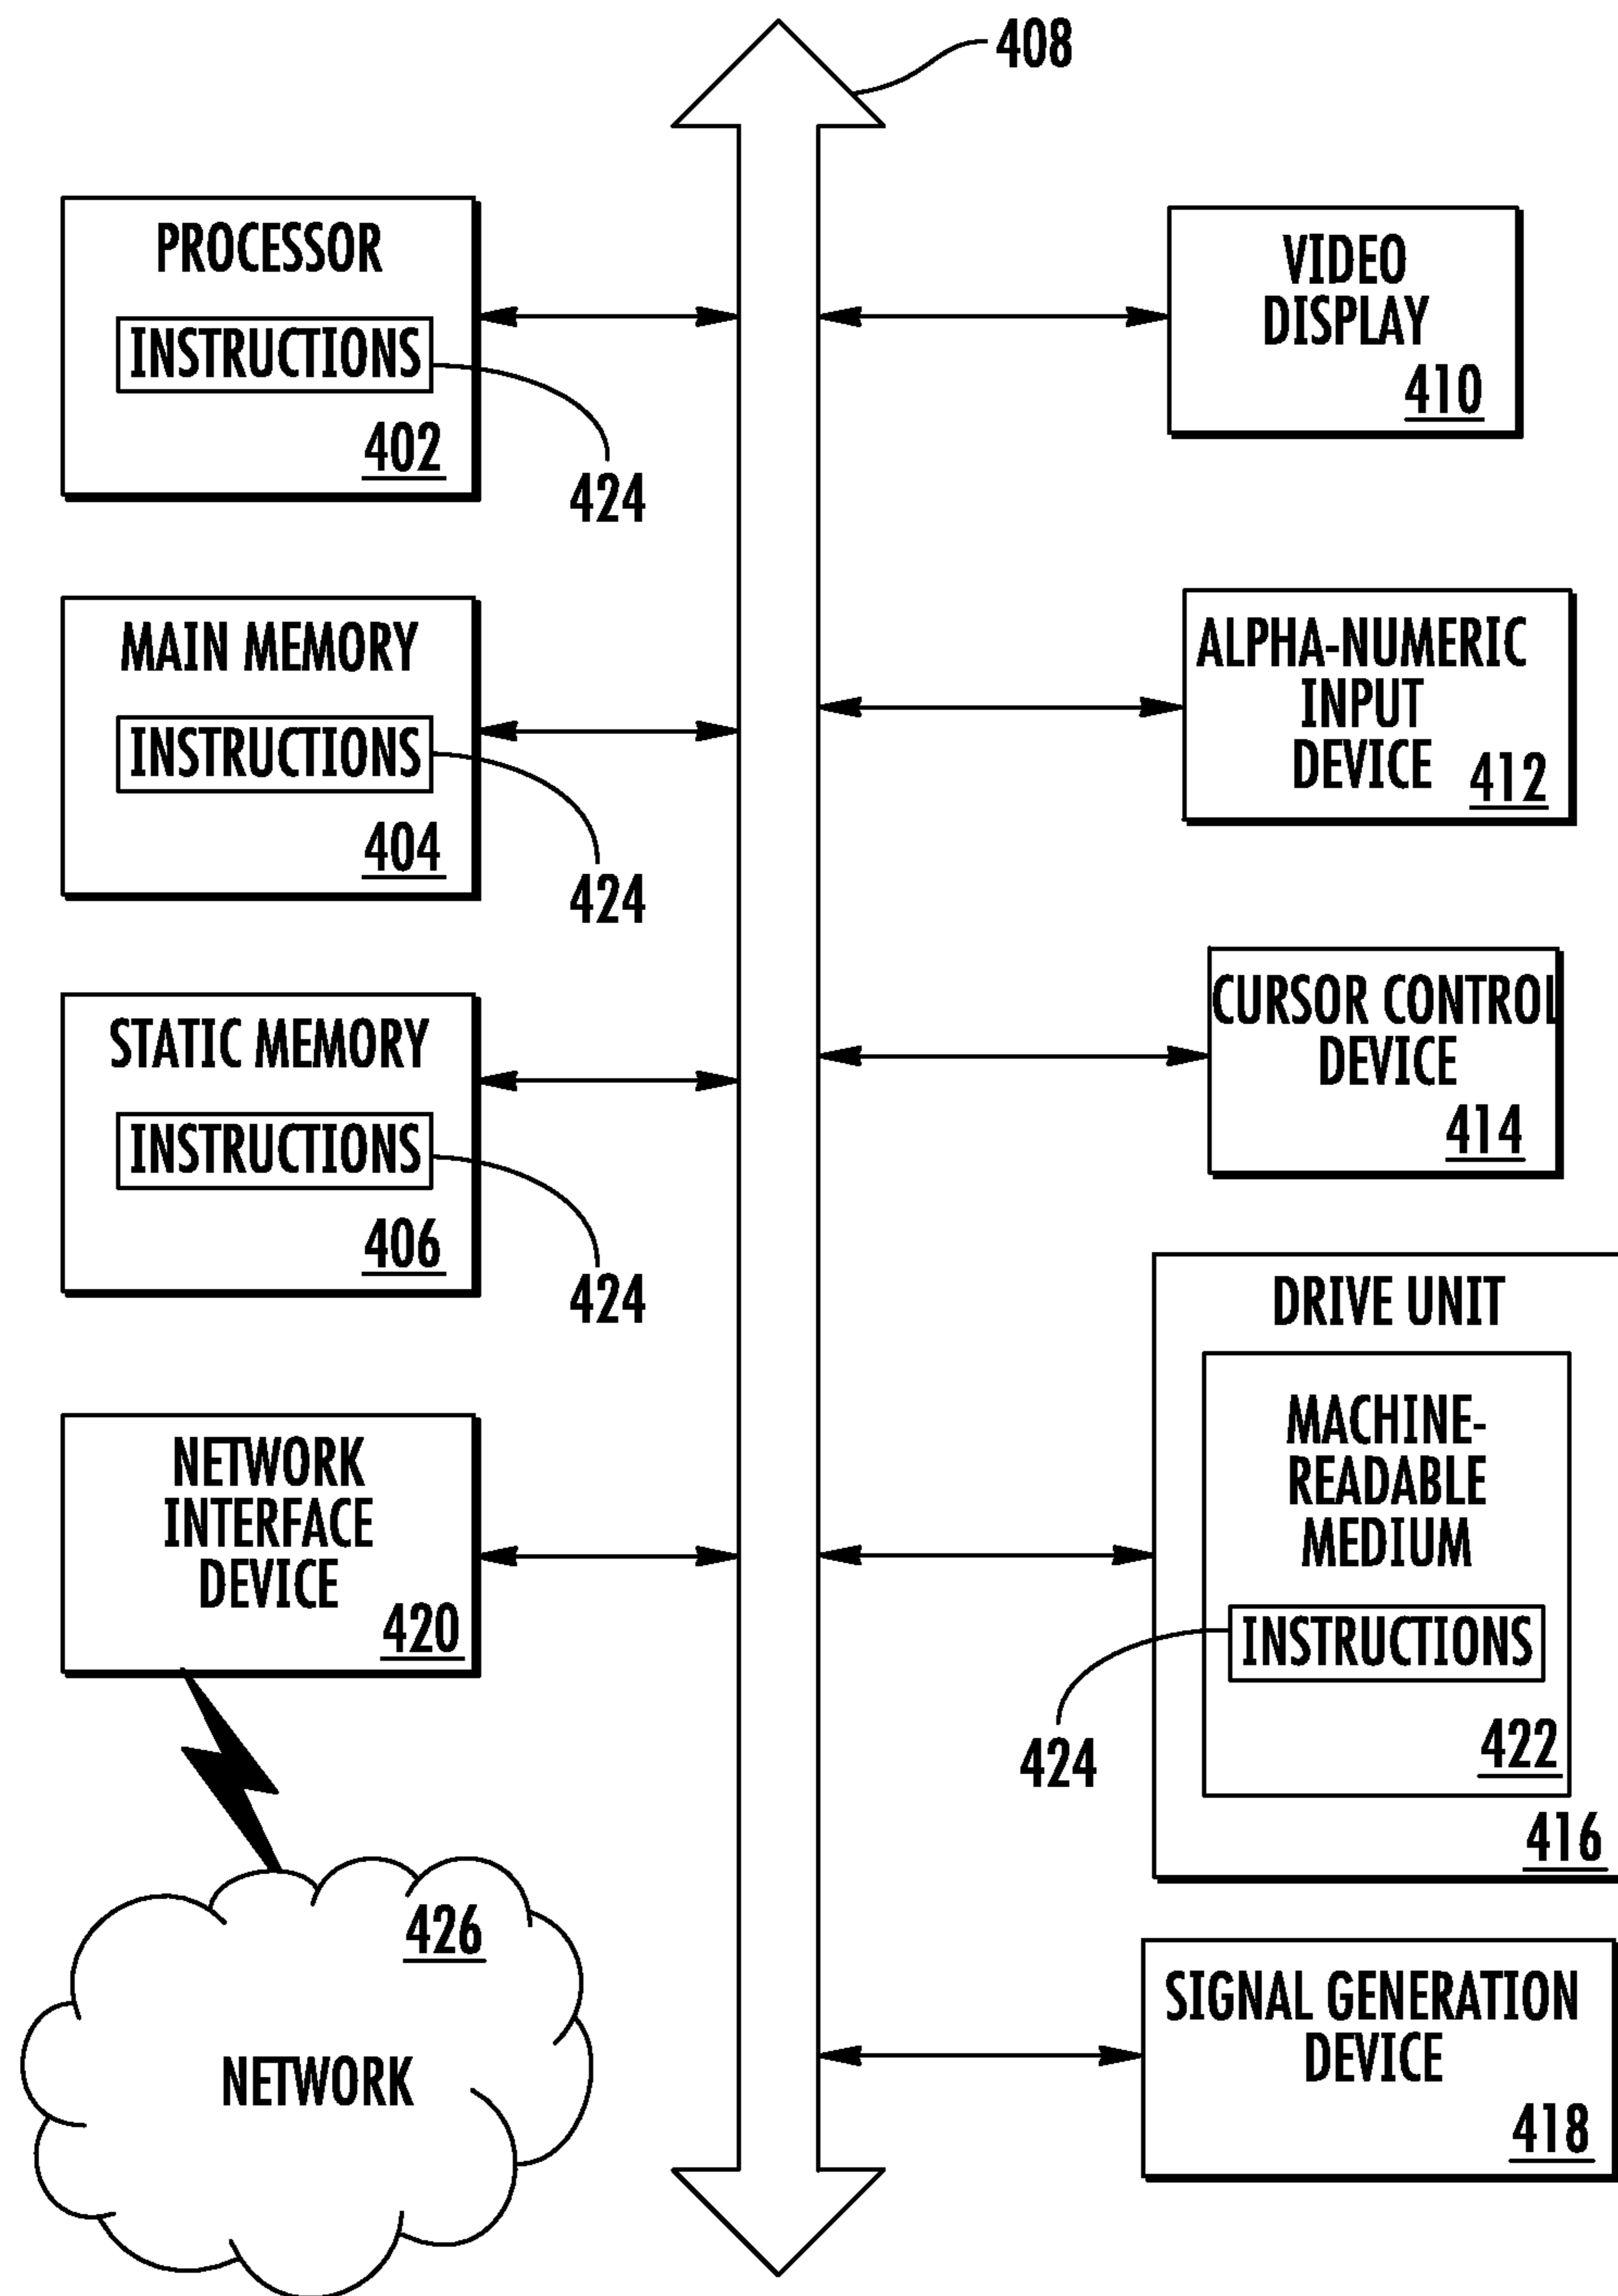 408
PROCESSOR
INSTRUCTIONS
402
424
MAIN MEMORY
INSTRUCTIONS
404
424
STATIC MEMORY
INSTRUCTIONS
406
424
NETWORK
INTERFACE
DEVICE
420
426
NETWORK
VIDEO
DISPLAY
410
ALPHA-NUMERIC
INPUT
DEVICE
412
CURSOR CONTROL
DEVICE
414
DRIVE UNIT
MACHINE-
READABLE
MEDIUM
INSTRUCTIONS
424
422
416
SIGNAL GENERATION
DEVICE
418